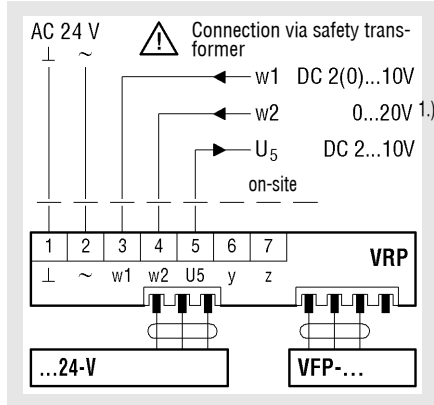 AC 24 V
⊥ ~
Connection via safety trans-
former
w1 DC 2(0)...10V
w2 0...20V 1.)
U5 DC 2...10V
on-site
1 2 3 4 5 6 7
VRP
⊥ ~ w1 w2 U5 y z
...24-V
VFP-...